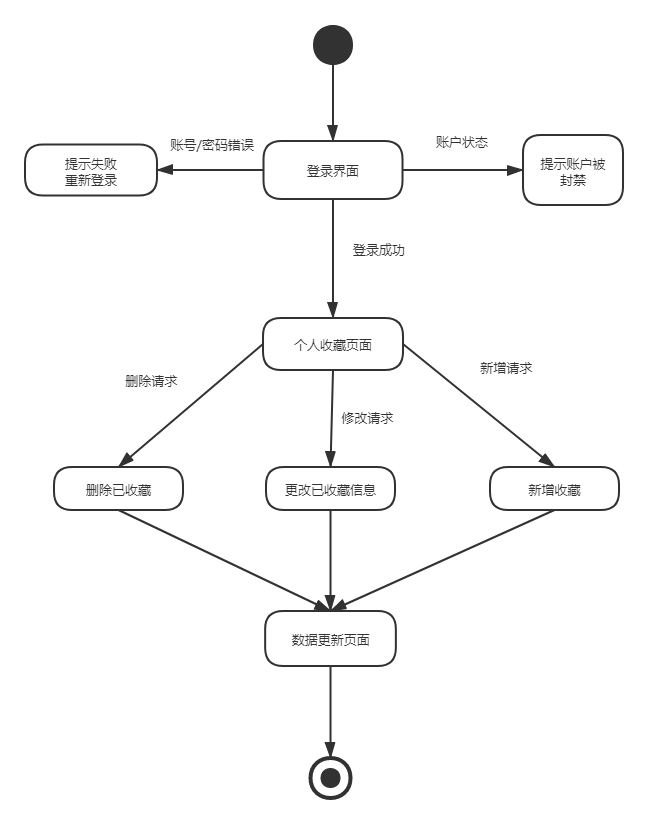 账号/密码错误
账户状态
提示失败
重新登录
登录界面
提示账户被
封禁
登录成功
个人收藏页面
删除请求
新增请求
修改请求
删除已收藏
更改已收藏信息
新增收藏
数据更新页面